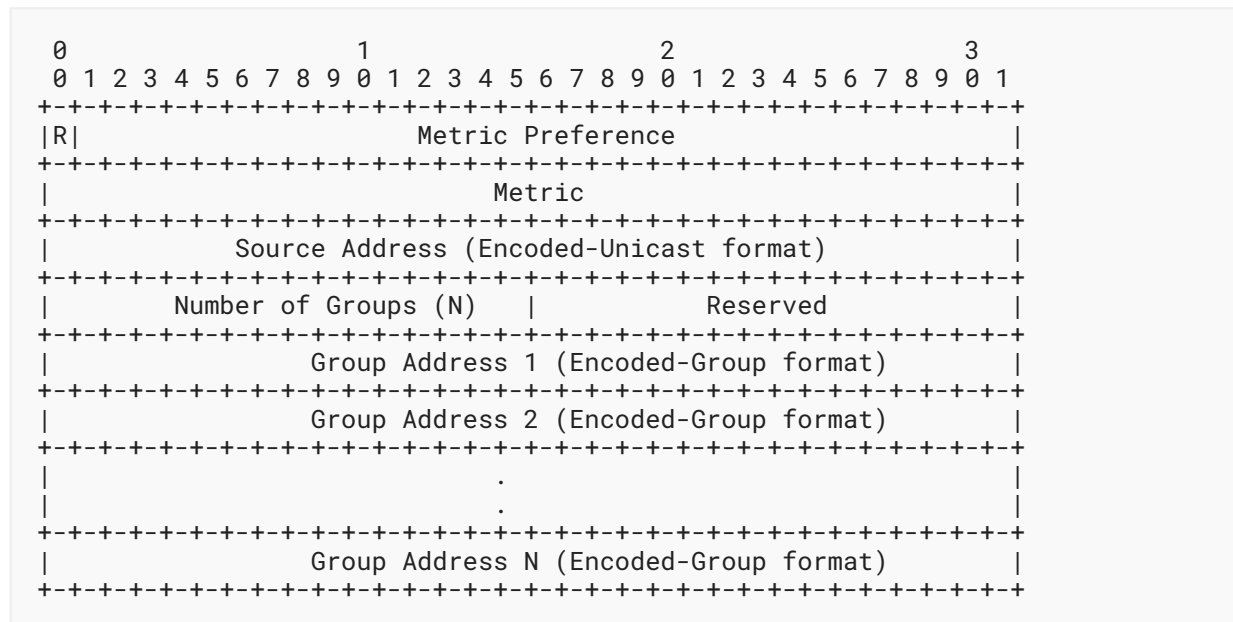 0                   1                   2                   3
 0 1 2 3 4 5 6 7 8 9 0 1 2 3 4 5 6 7 8 9 0 1 2 3 4 5 6 7 8 9 0 1
+-+-+-+-+-+-+-+-+-+-+-+-+-+-+-+-+-+-+-+-+-+-+-+-+-+-+-+-+-+-+-+-+
|R|                      Metric Preference                      |
+-+-+-+-+-+-+-+-+-+-+-+-+-+-+-+-+-+-+-+-+-+-+-+-+-+-+-+-+-+-+-+-+
|                             Metric                            |
+-+-+-+-+-+-+-+-+-+-+-+-+-+-+-+-+-+-+-+-+-+-+-+-+-+-+-+-+-+-+-+-+
|            Source Address (Encoded-Unicast format)            |
+-+-+-+-+-+-+-+-+-+-+-+-+-+-+-+-+-+-+-+-+-+-+-+-+-+-+-+-+-+-+-+-+
|        Number of Groups (N)   |           Reserved            |
+-+-+-+-+-+-+-+-+-+-+-+-+-+-+-+-+-+-+-+-+-+-+-+-+-+-+-+-+-+-+-+-+
|                 Group Address 1 (Encoded-Group format)        |
+-+-+-+-+-+-+-+-+-+-+-+-+-+-+-+-+-+-+-+-+-+-+-+-+-+-+-+-+-+-+-+-+
|                 Group Address 2 (Encoded-Group format)        |
+-+-+-+-+-+-+-+-+-+-+-+-+-+-+-+-+-+-+-+-+-+-+-+-+-+-+-+-+-+-+-+-+
|                             .                                 |
|                             .                                 |
+-+-+-+-+-+-+-+-+-+-+-+-+-+-+-+-+-+-+-+-+-+-+-+-+-+-+-+-+-+-+-+-+
|                 Group Address N (Encoded-Group format)        |
+-+-+-+-+-+-+-+-+-+-+-+-+-+-+-+-+-+-+-+-+-+-+-+-+-+-+-+-+-+-+-+-+